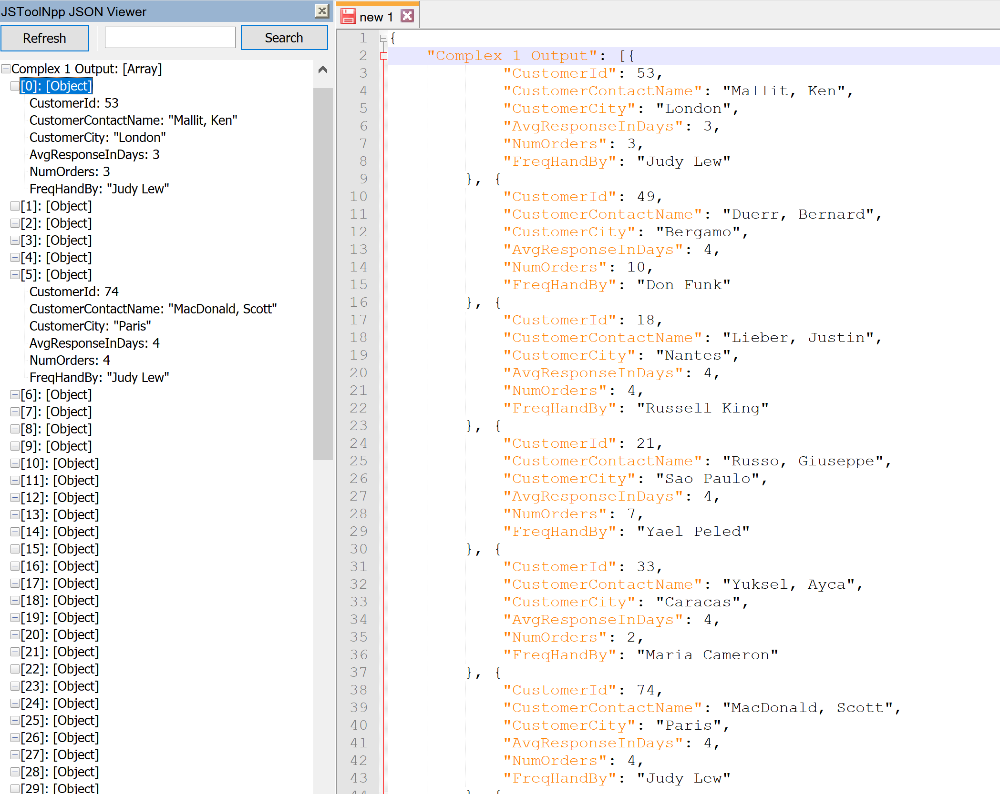 JSToolNpp JSON Viewer
Refresh
Search
Complex 1 Output: [Array]
[0]: [Object]
CustomerId: 53
CustomerContactName: "Mallit, Ken"
CustomerCity: "London"
AvgResponseInDays: 3
NumOrders: 3
FreqHandBy: "Judy Lew"
[1]: [Object]
[2]: [Object]
[3]: [Object]
[4]: [Object]
[5]: [Object]
CustomerId: 74
CustomerContactName: "MacDonald, Scott"
CustomerCity: "Paris"
AvgResponseInDays: 4
NumOrders: 4
FreqHandBy: "Judy Lew"
[6]: [Object]
[7]: [Object]
[8]: [Object]
[9]: [Object]
[10]: [Object]
[11]: [Object]
[12]: [Object]
[13]: [Object]
[14]: [Object]
[15]: [Object]
[16]: [Object]
[17]: [Object]
[18]: [Object]
[19]: [Object]
[20]: [Object]
[21]: [Object]
[22]: [Object]
[23]: [Object]
[24]: [Object]
[25]: [Object]
[26]: [Object]
[27]: [Object]
[28]: [Object]
[29]: [Object]
new 1
1 {
2 "Complex 1 Output": [{
3 "CustomerId": 53,
4 "CustomerContactName": "Mallit, Ken",
5 "CustomerCity": "London",
6 "AvgResponseInDays": 3,
7 "NumOrders": 3,
8 "FreqHandBy": "Judy Lew"
9 }, {
10 "CustomerId": 49,
11 "CustomerContactName": "Duerr, Bernard",
12 "CustomerCity": "Bergamo",
13 "AvgResponseInDays": 4,
14 "NumOrders": 10,
15 "FreqHandBy": "Don Funk"
16 }, {
17 "CustomerId": 18,
18 "CustomerContactName": "Lieber, Justin",
19 "CustomerCity": "Nantes",
20 "AvgResponseInDays": 4,
21 "NumOrders": 4,
22 "FreqHandBy": "Russell King"
23 }, {
24 "CustomerId": 21,
25 "CustomerContactName": "Russo, Giuseppe",
26 "CustomerCity": "Sao Paulo",
27 "AvgResponseInDays": 4,
28 "NumOrders": 7,
29 "FreqHandBy": "Yael Peled"
30 }, {
31 "CustomerId": 33,
32 "CustomerContactName": "Yuksel, Ayca",
33 "CustomerCity": "Caracas",
34 "AvgResponseInDays": 4,
35 "NumOrders": 2,
36 "FreqHandBy": "Maria Cameron"
37 }, {
38 "CustomerId": 74,
39 "CustomerContactName": "MacDonald, Scott",
40 "CustomerCity": "Paris",
41 "AvgResponseInDays": 4,
42 "NumOrders": 4,
43 "FreqHandBy": "Judy Lew"